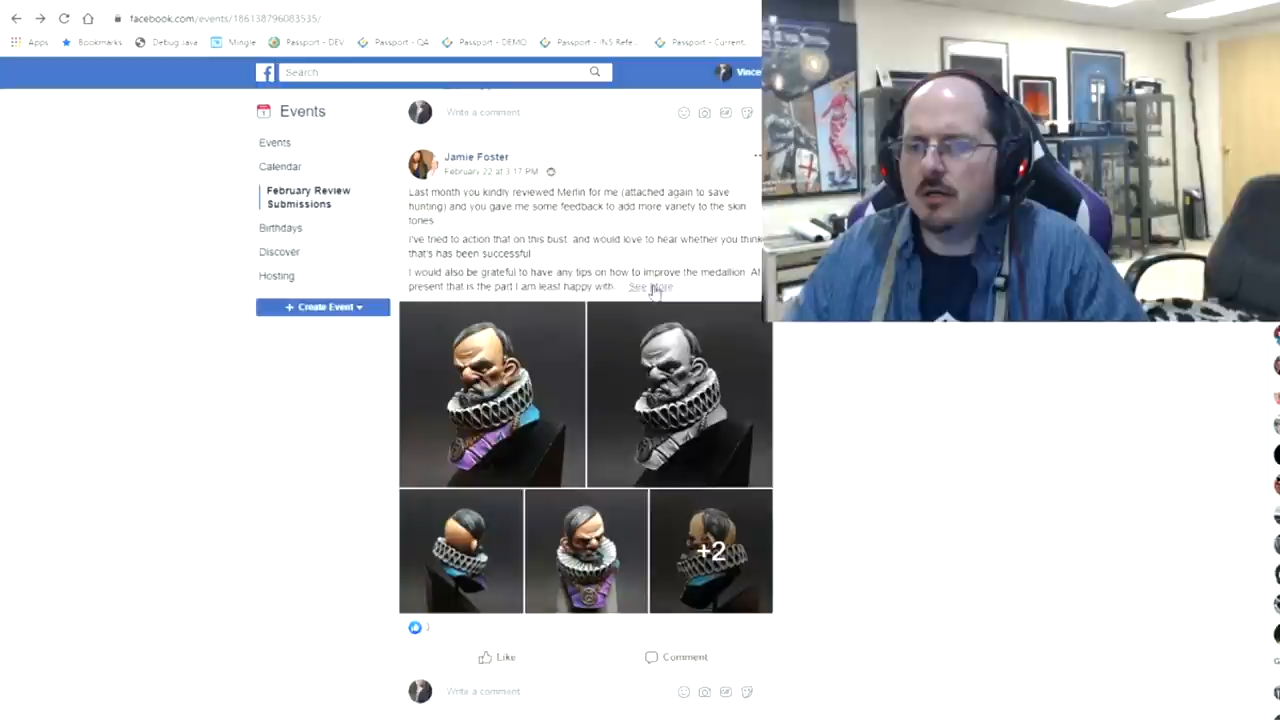 facebook.com/events/186138796083535/
Apps Bookmarks Debug Java Mingle Passport - DEV Passport - QA Passport - DEMO Passport - INS Refe... Passport - Current...
Search
Vince
Events
Write a comment
Events
Calendar
February Review
Submissions
Birthdays
Discover
Hosting
+ Create Event
Jamie Foster
February 22 at 3:17 PM
Last month you kindly reviewed Merlin for me (attached again to save
hunting) and you gave me some feedback to add more variety to the skin
tones
I've tried to action that on this bust and would love to hear whether you think
that's has been successful
I would also be grateful to have any tips on how to improve the medallion At
present that is the part I am least happy with See More
+2
3
Like Comment
Write a comment